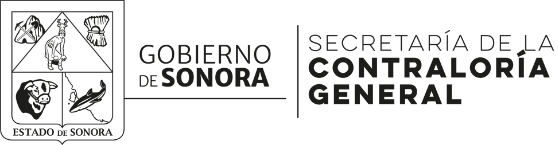 ESTADO DE SONORA
GOBIERNO
DE SONORA
SECRETARÍA DE LA
CONTRALORÍA
GENERAL